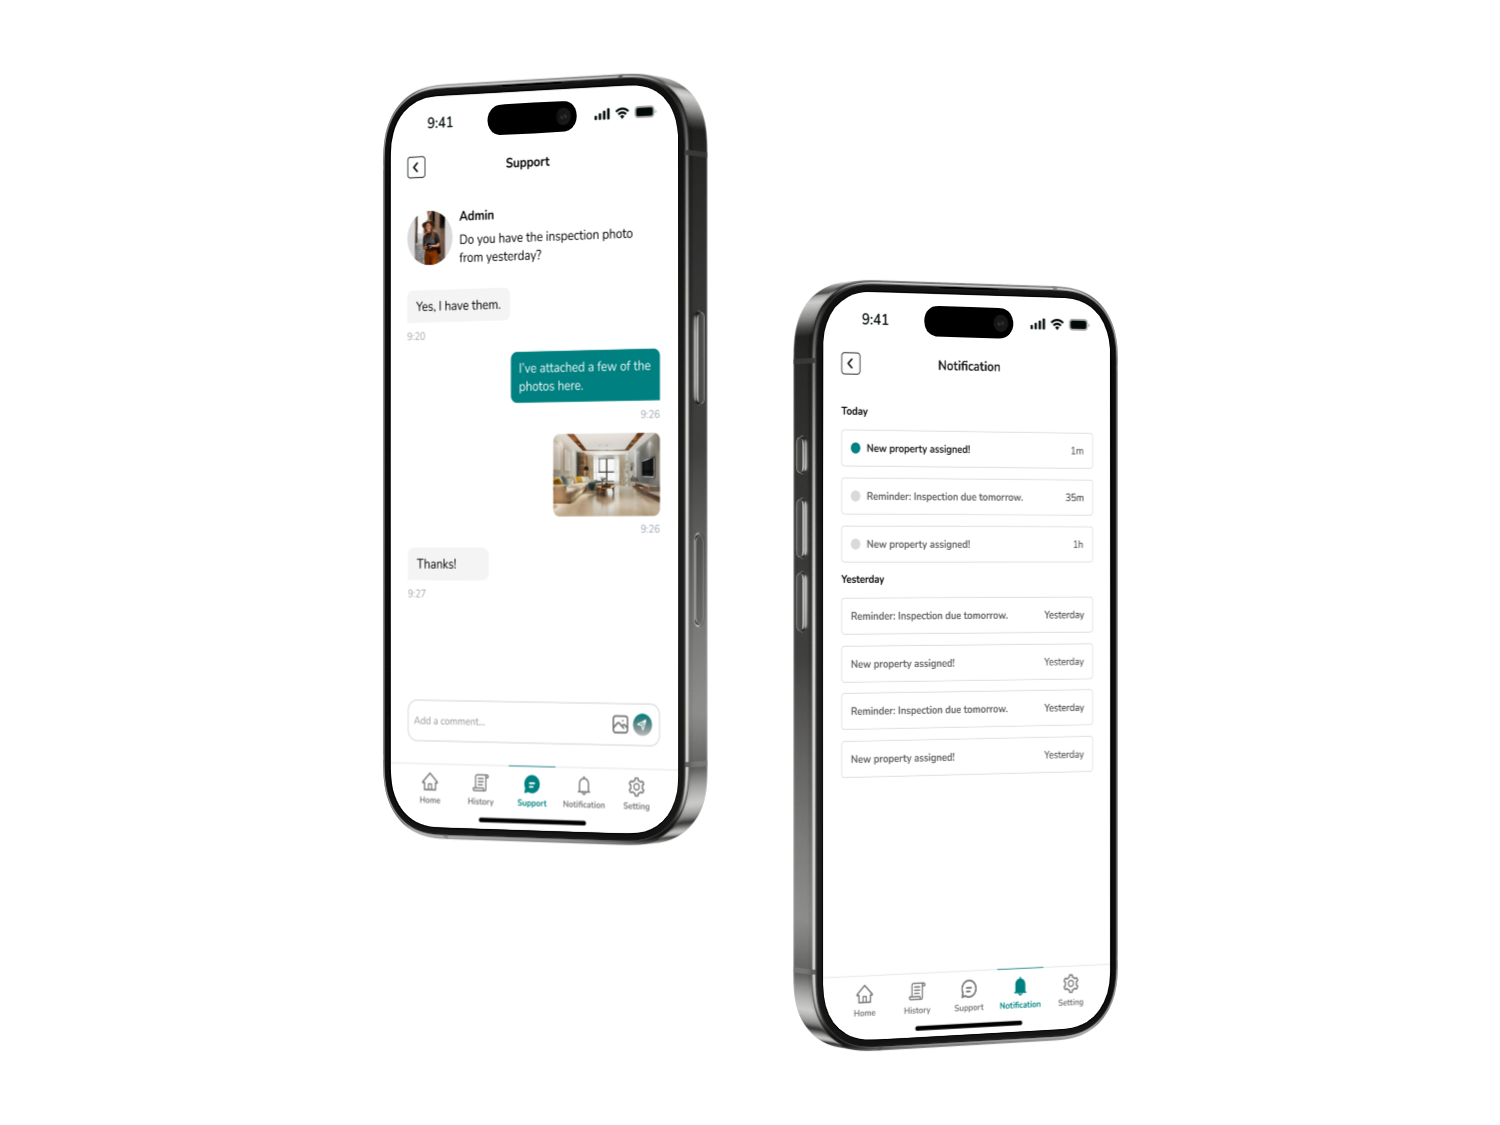 9:41
Support
Admin
Do you have the inspection photo
from yesterday?
Yes, I have them.
9:20
I've attached a few of the
photos here.
9:26
9:26
Thanks!
9:27
Add a comment...
Home History Support Notification Setting
9:41
Notification
Today
New property assigned! 1m
Reminder: Inspection due tomorrow. 35m
New property assigned! 1h
Yesterday
Reminder: Inspection due tomorrow. Yesterday
New property assigned! Yesterday
Reminder: Inspection due tomorrow. Yesterday
New property assigned! Yesterday
Home History Support Notification Setting